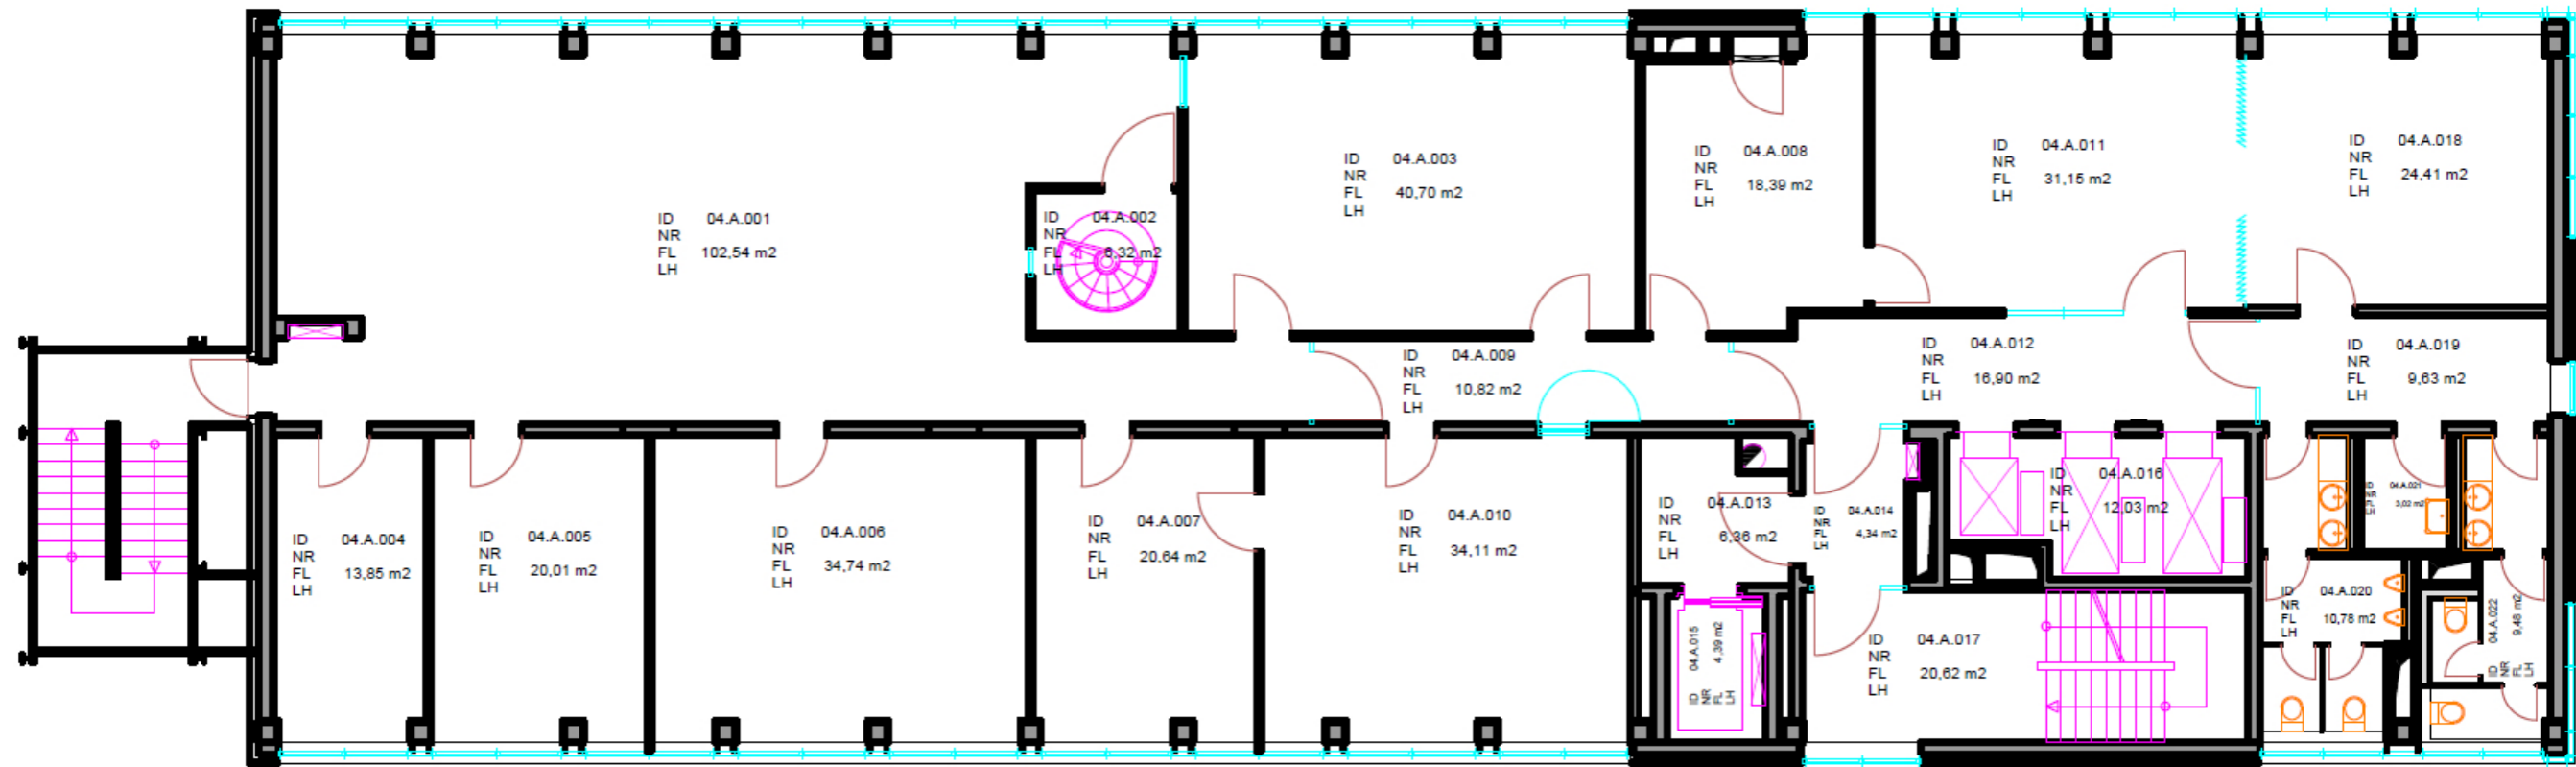 ID 04.A.001
NR
FL 102,54 m2
LH
ID 04.A.002
NR
FL 6,32 m2
LH
ID 04.A.003
NR
FL 40,70 m2
LH
ID 04.A.008
NR
FL 18,39 m2
LH
ID 04.A.011
NR
FL 31,15 m2
LH
ID 04.A.018
NR
FL 24,41 m2
LH
ID 04.A.009
NR
FL 10,82 m2
LH
ID 04.A.012
NR
FL 16,90 m2
LH
ID 04.A.019
NR
FL 9,63 m2
LH
ID 04.A.004
NR
FL 13,85 m2
LH
ID 04.A.005
NR
FL 20,01 m2
LH
ID 04.A.006
NR
FL 34,74 m2
LH
ID 04.A.007
NR
FL 20,64 m2
LH
ID 04.A.010
NR
FL 34,11 m2
LH
ID 04.A.013
NR
FL 6,36 m2
LH
ID 04.A.014
NR
FL 4,34 m2
LH
ID 04.A.016
NR
FL 12,03 m2
LH
ID 04.A.021
NR
FL 3,02 m2
LH
ID 04.A.015
NR
FL 4,39 m2
LH
ID 04.A.017
NR
FL 20,62 m2
LH
ID 04.A.020
NR
FL 10,78 m2
LH
ID 04.A.022
NR
FL 9,48 m2
LH